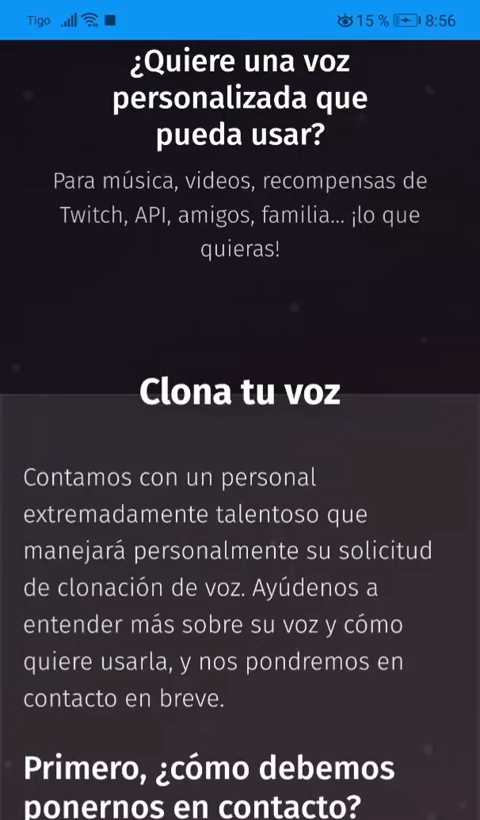 Tigo 15 % 8:56
¿Quiere una voz
personalizada que
pueda usar?
Para música, videos, recompensas de
Twitch, API, amigos, familia... ¡lo que
quieras!
Clona tu voz
Contamos con un personal
extremadamente talentoso que
manejará personalmente su solicitud
de clonación de voz. Ayúdenos a
entender más sobre su voz y cómo
quiere usarla, y nos pondremos en
contacto en breve.
Primero, ¿cómo debemos
ponernos en contacto?